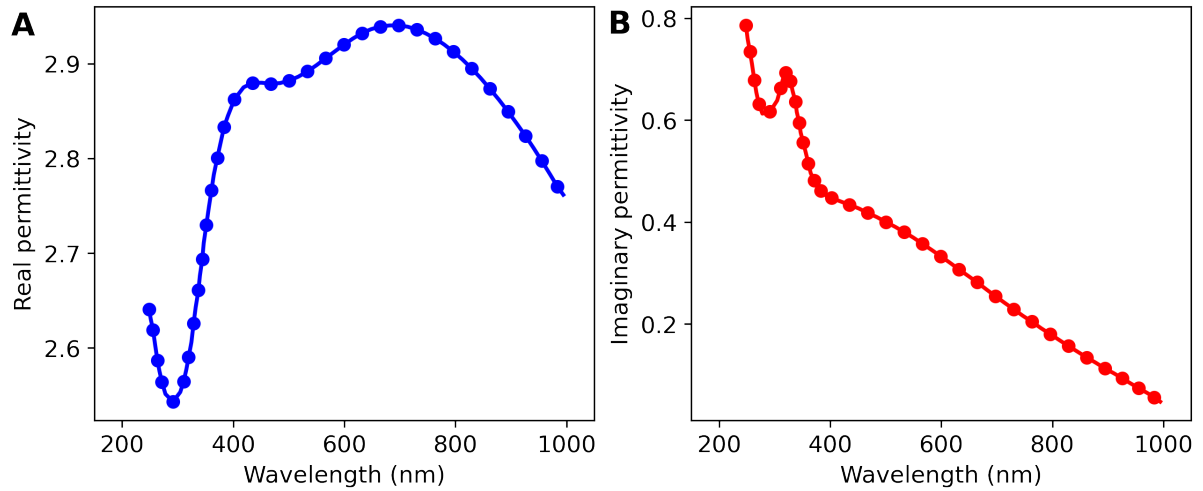 A
Real permittivity
2.9
2.8
2.7
2.6
200 400 600 800 1000
Wavelength (nm)
B
Imaginary permittivity
0.8
0.6
0.4
0.2
200 400 600 800 1000
Wavelength (nm)